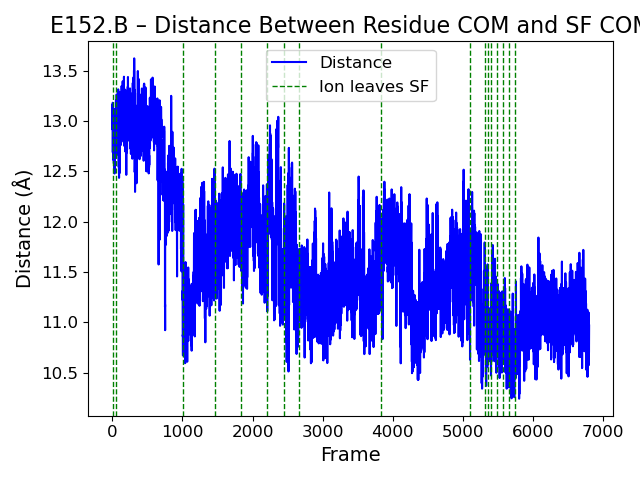 E152.B – Distance Between Residue COM and SF COM
Distance
Ion leaves SF
Distance (Å)
13.5
13.0
12.5
12.0
11.5
11.0
10.5
0 1000 2000 3000 4000 5000 6000 7000
Frame